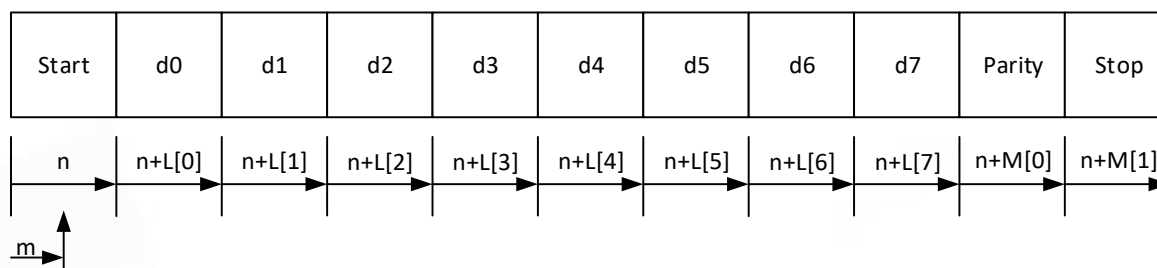 Start d0 d1 d2 d3 d4 d5 d6 d7 Parity Stop
n n+L[0] n+L[1] n+L[2] n+L[3] n+L[4] n+L[5] n+L[6] n+L[7] n+M[0] n+M[1]
m